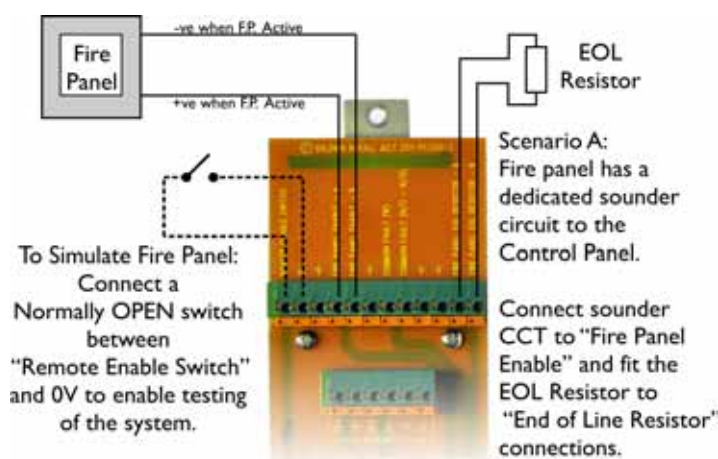 -ve when F.P. Active
Fire
Panel
+ve when F.P. Active
EOL
Resistor
Scenario A:
Fire panel has a
dedicated sounder
circuit to the
Control Panel.
To Simulate Fire Panel:
Connect a
Normally OPEN switch
between
“Remote Enable Switch”
and 0V to enable testing
of the system.
Connect sounder
CCT to “Fire Panel
Enable” and fit the
EOL Resistor to
“End of Line Resistor”
connections.